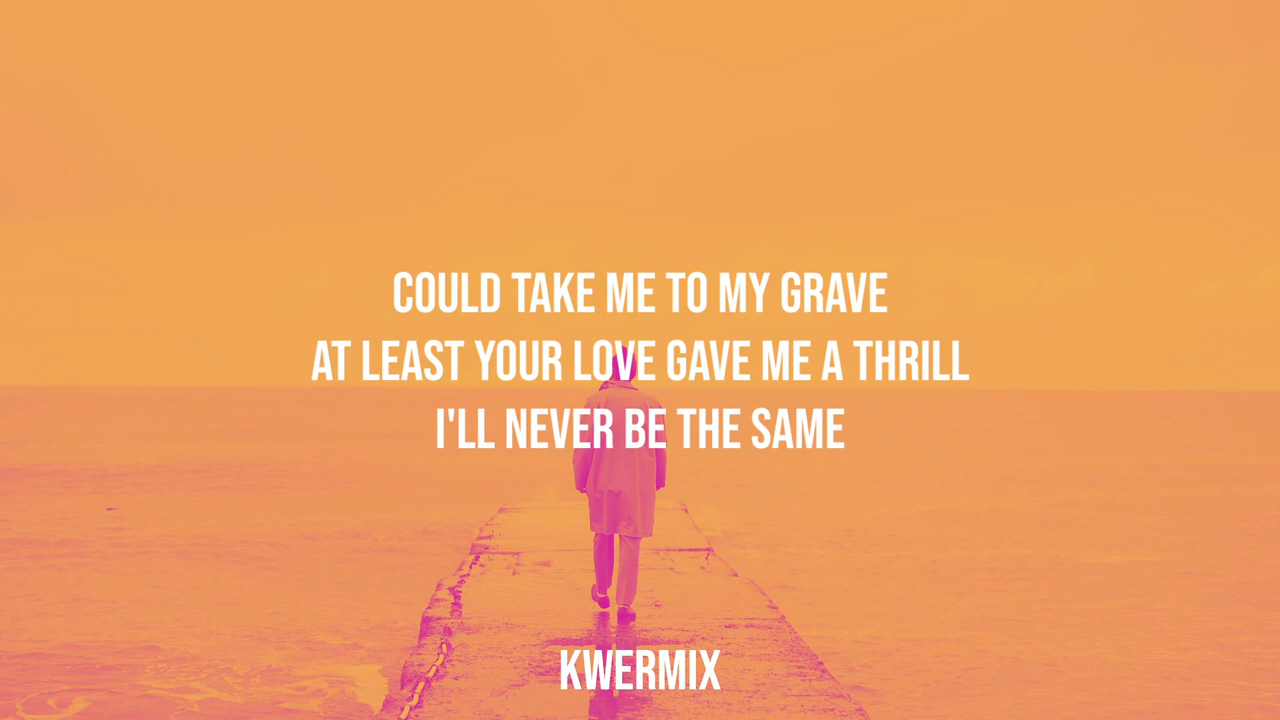 COULD TAKE ME TO MY GRAVE
AT LEAST YOUR LOVE GAVE ME A THRILL
I'LL NEVER BE THE SAME
KWERMIX